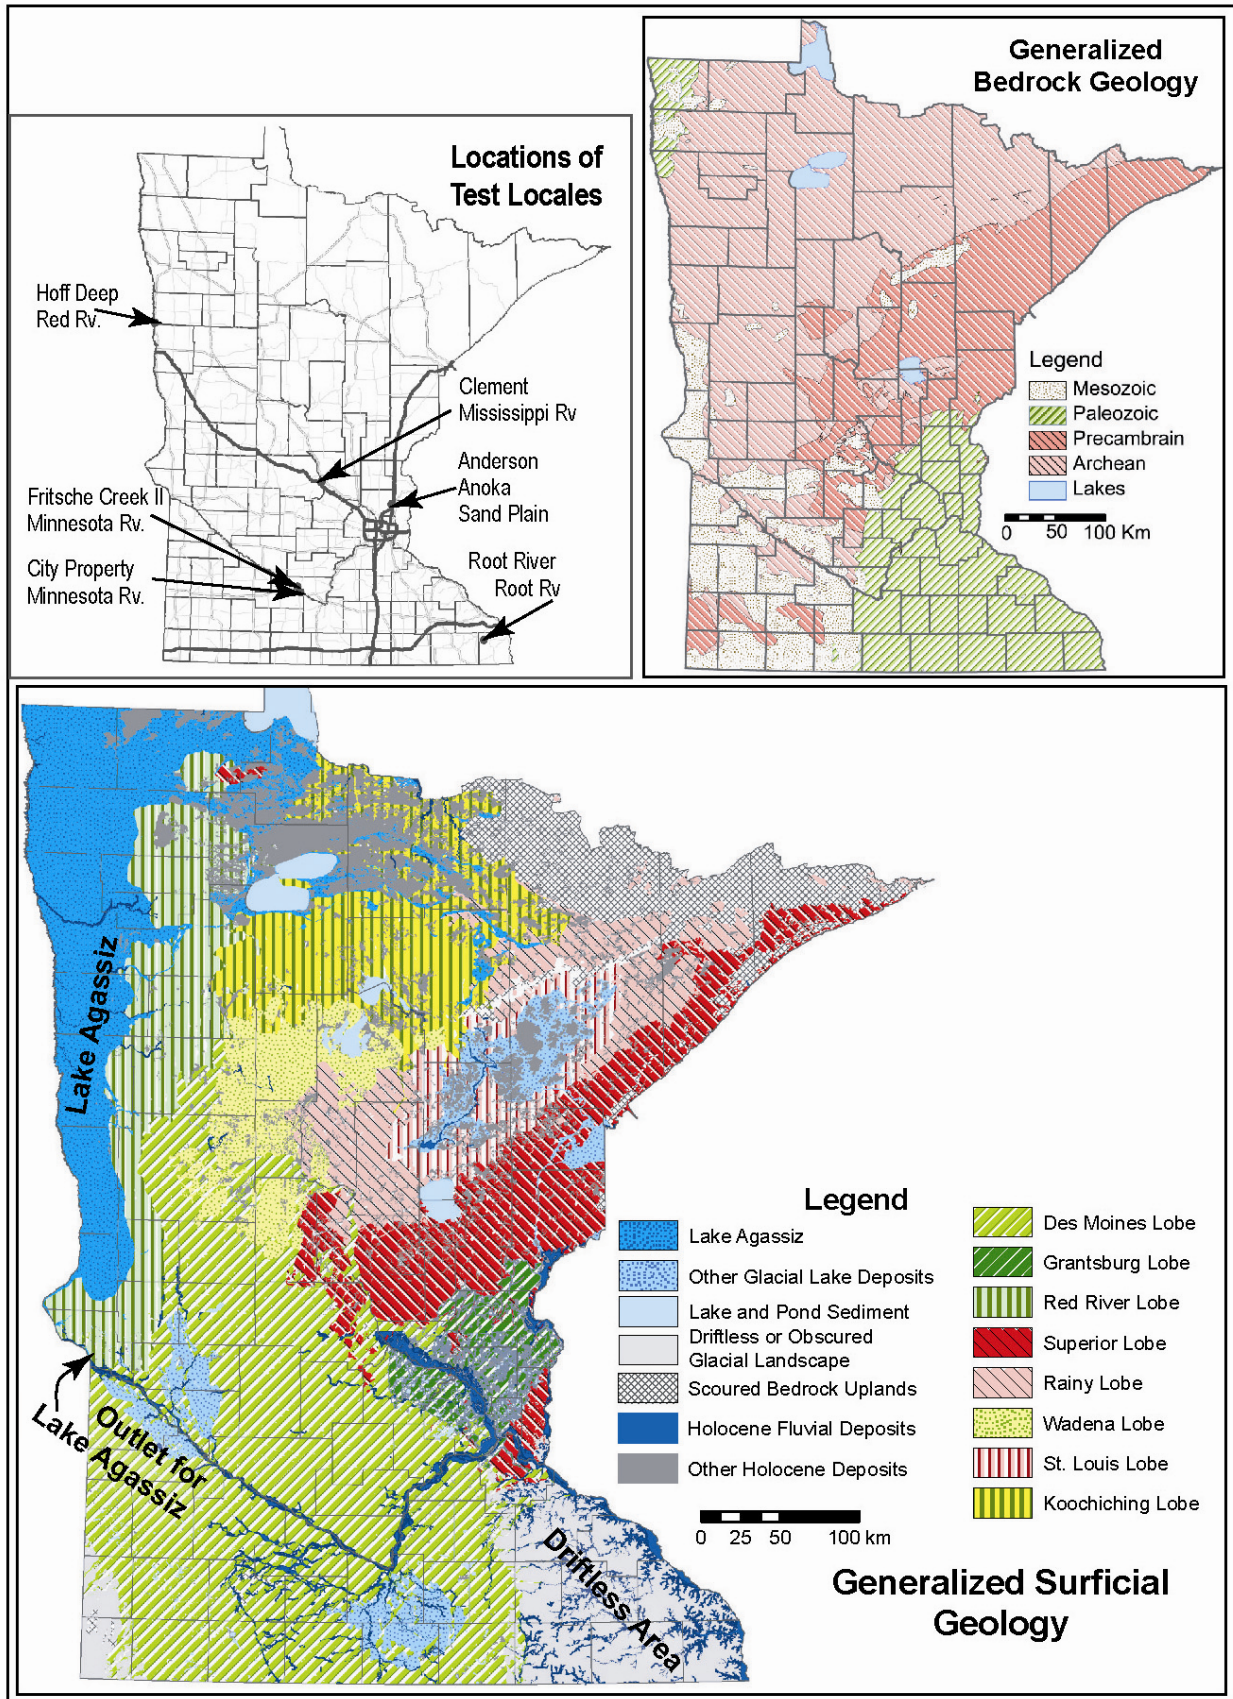 Generalized
Bedrock Geology
Legend
Mesozoic
Paleozoic
Precambrain
Archean
Lakes
0 50 100 Km
Locations of
Test Locales
Hoff Deep
Red Rv.
Clement
Mississippi Rv
Anderson
Anoka
Sand Plain
Fritsche Creek II
Minnesota Rv.
City Property
Minnesota Rv.
Root River
Root Rv
Lake Agassiz
Outlet for
Lake Agassiz
Driftless Area
Legend
Lake Agassiz
Other Glacial Lake Deposits
Lake and Pond Sediment
Driftless or Obscured
Glacial Landscape
Scoured Bedrock Uplands
Holocene Fluvial Deposits
Other Holocene Deposits
Des Moines Lobe
Grantsburg Lobe
Red River Lobe
Superior Lobe
Rainy Lobe
Wadena Lobe
St. Louis Lobe
Koochiching Lobe
0 25 50 100 km
Generalized Surficial
Geology